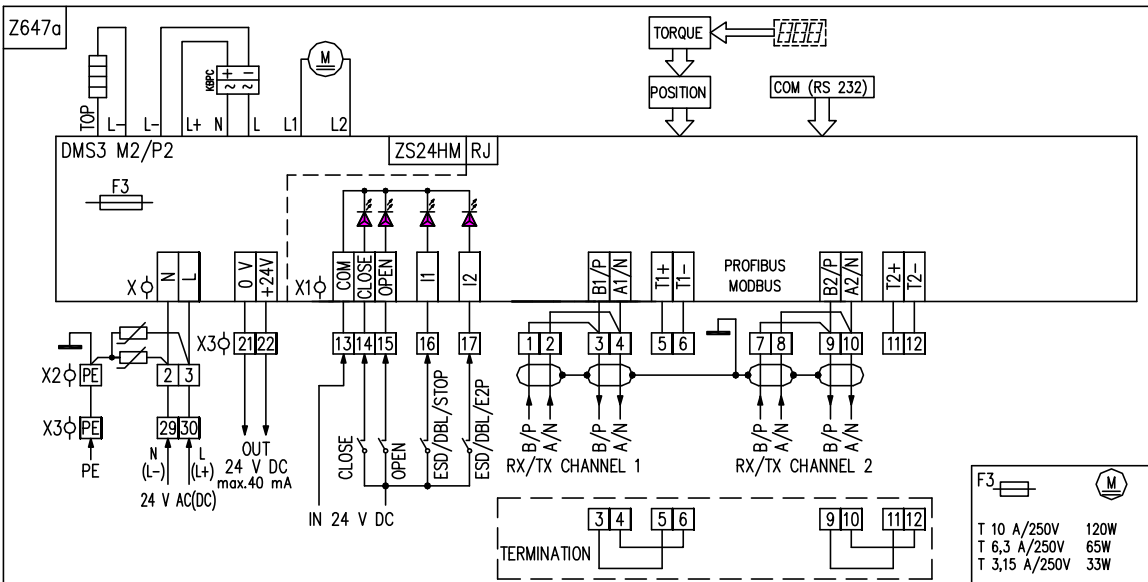 Z647a
TORQUE
POSITION
COM (RS 232)
M
KBPC
+ −
~ ~
TOP L− L− L+ N L L1 L2
DMS3 M2/P2
ZS24HM RJ
F3
X N L
0 V +24V
X1 COM CLOSE OPEN I1 I2
B1/P A1/N T1+ T1−
PROFIBUS
MODBUS
B2/P A2/N T2+ T2−
X3 21 22
13 14 15 16 17
1 2 3 4 5 6
7 8 9 10 11 12
X2 PE 2 3
X3 PE 29 30
PE
N
(L−)
L
(L+)
24 V AC(DC)
OUT
24 V DC
max.40 mA
CLOSE
OPEN
ESD/DBL/STOP
ESD/DBL/E2P
IN 24 V DC
B/P A/N B/P A/N
RX/TX CHANNEL 1
B/P A/N B/P A/N
RX/TX CHANNEL 2
TERMINATION
3 4 5 6
9 10 11 12
F3 M
T 10 A/250V 120W
T 6,3 A/250V 65W
T 3,15 A/250V 33W